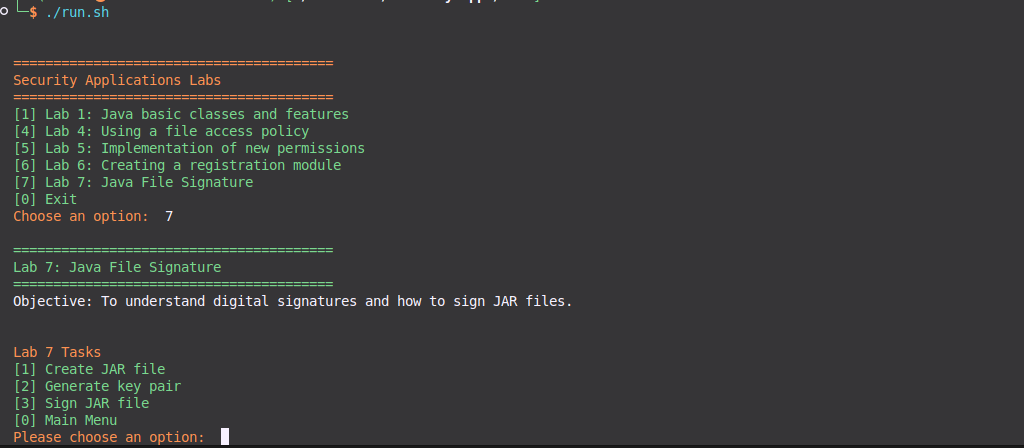 └─$ ./run.sh
========================================
Security Applications Labs
========================================
[1] Lab 1: Java basic classes and features
[4] Lab 4: Using a file access policy
[5] Lab 5: Implementation of new permissions
[6] Lab 6: Creating a registration module
[7] Lab 7: Java File Signature
[0] Exit
Choose an option:  7
========================================
Lab 7: Java File Signature
========================================
Objective: To understand digital signatures and how to sign JAR files.
Lab 7 Tasks
[1] Create JAR file
[2] Generate key pair
[3] Sign JAR file
[0] Main Menu
Please choose an option: